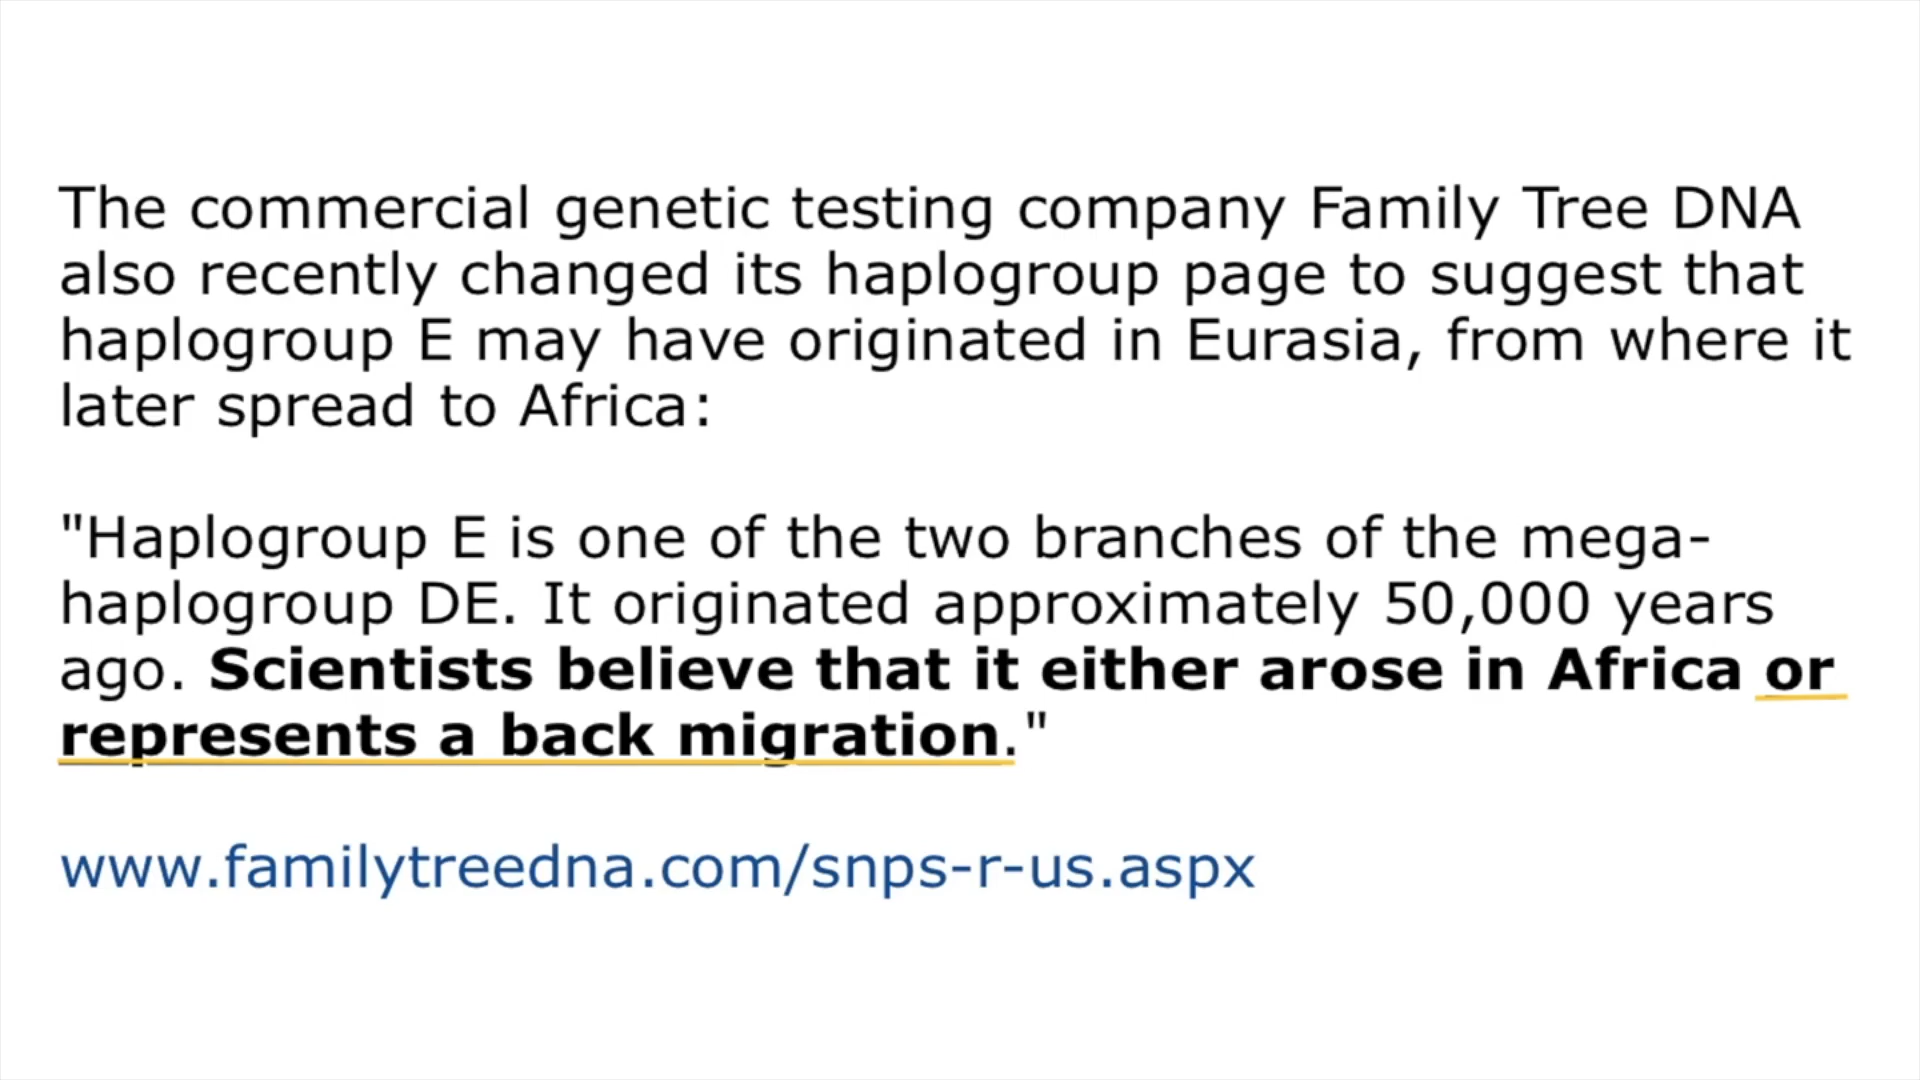 The commercial genetic testing company Family Tree DNA
also recently changed its haplogroup page to suggest that
haplogroup E may have originated in Eurasia, from where it
later spread to Africa:
"Haplogroup E is one of the two branches of the mega-
haplogroup DE. It originated approximately 50,000 years
ago. Scientists believe that it either arose in Africa or
represents a back migration."
www.familytreedna.com/snps-r-us.aspx